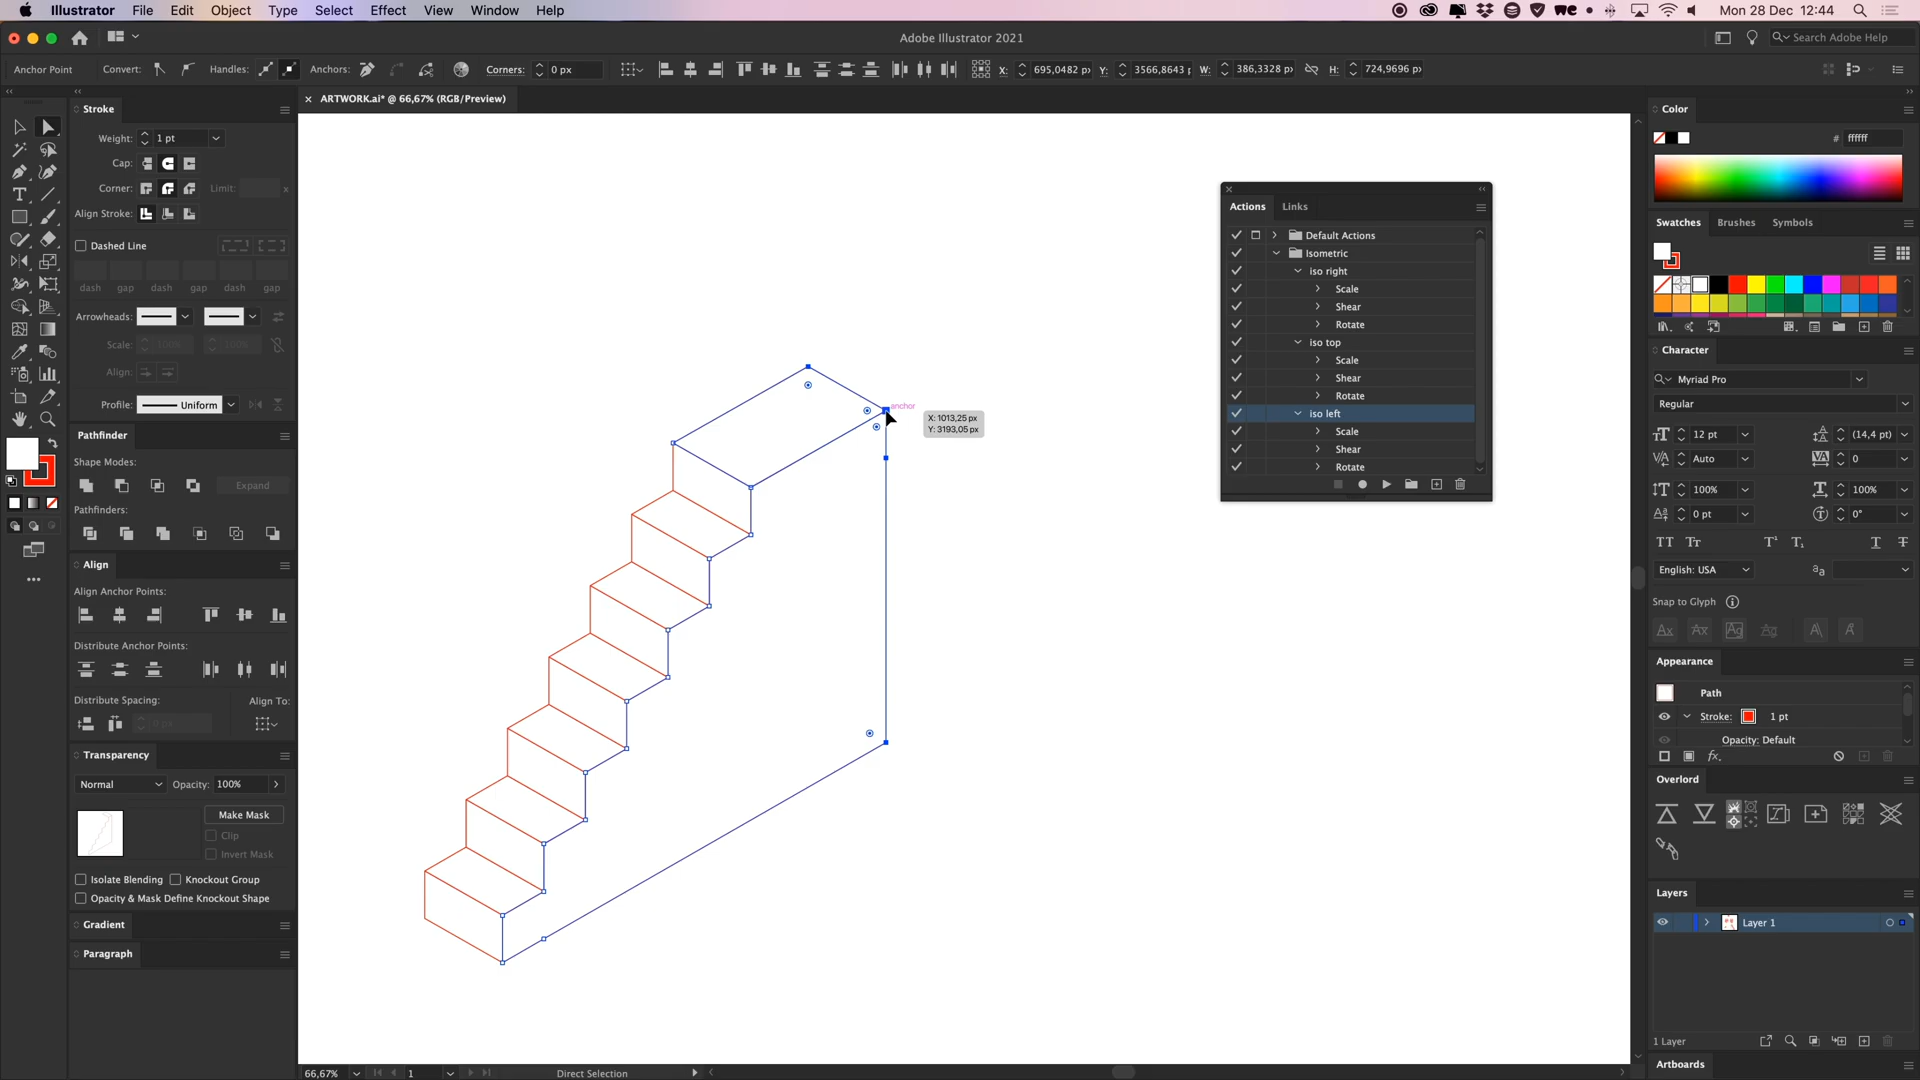 Illustrator File Edit Object Type Select Effect View Window Help
Mon 28 Dec 12:44
Adobe Illustrator 2021
Search Adobe Help
Anchor Point
Convert:
Handles:
Anchors:
Corners: 0 px
X: 695,0482 px
Y: 3566,8643 p
W: 386,3328 px
H: 724,9696 px
ARTWORK.ai* @ 66,67% (RGB/Preview)
Stroke
Weight: 1 pt
Cap:
Corner:
Limit: x
Align Stroke:
Dashed Line
dash gap dash gap dash gap
Arrowheads:
Scale: 100% 100%
Align:
Profile: Uniform
Pathfinder
Shape Modes:
Expand
Pathfinders:
Align
Align Anchor Points:
Distribute Anchor Points:
Distribute Spacing: Align To:
0 px
Transparency
Normal Opacity: 100%
Make Mask
Clip
Invert Mask
Isolate Blending Knockout Group
Opacity & Mask Define Knockout Shape
Gradient
Paragraph
anchor
X: 1013,25 px
Y: 3193,05 px
Actions Links
Default Actions
Isometric
iso right
Scale
Shear
Rotate
iso top
Scale
Shear
Rotate
iso left
Scale
Shear
Rotate
66,67% 1 Direct Selection
Color
# ffffff
Swatches Brushes Symbols
Character
Myriad Pro
Regular
12 pt (14,4 pt)
Auto 0
100% 100%
0 pt 0°
English: USA
Snap to Glyph
Appearance
Path
Stroke: 1 pt
Opacity: Default
Overlord
Layers
Layer 1
1 Layer
Artboards